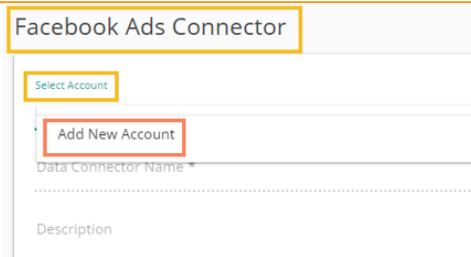 Facebook Ads Connector
Select Account
Add New Account
Data Connector Name *
Description